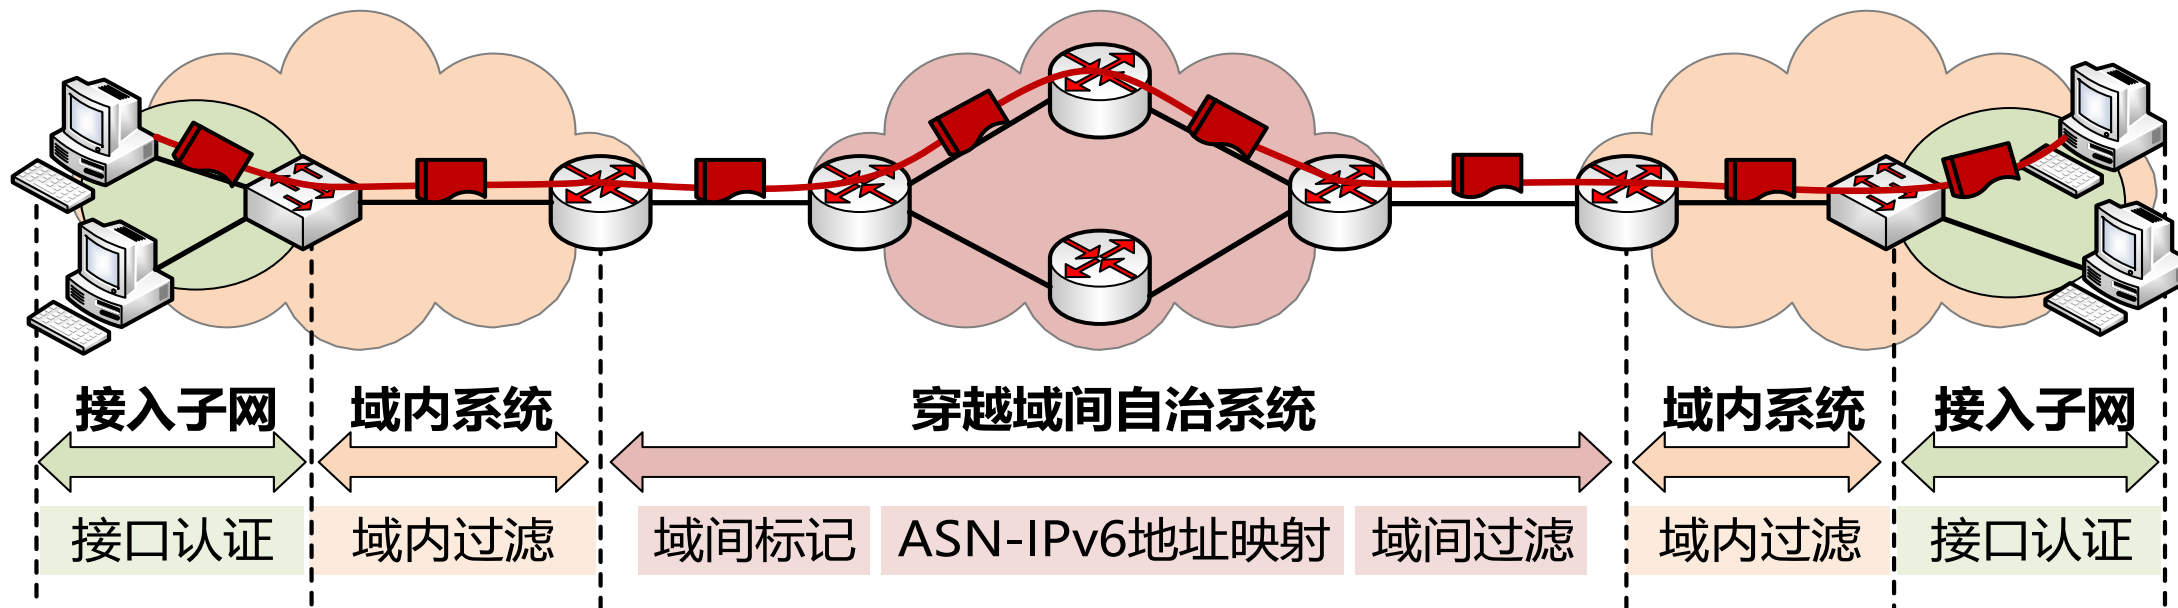 接入子网 域内系统 穿越域间自治系统 域内系统 接入子网
接口认证 域内过滤 域间标记 ASN-IPv6地址映射 域间过滤 域内过滤 接口认证